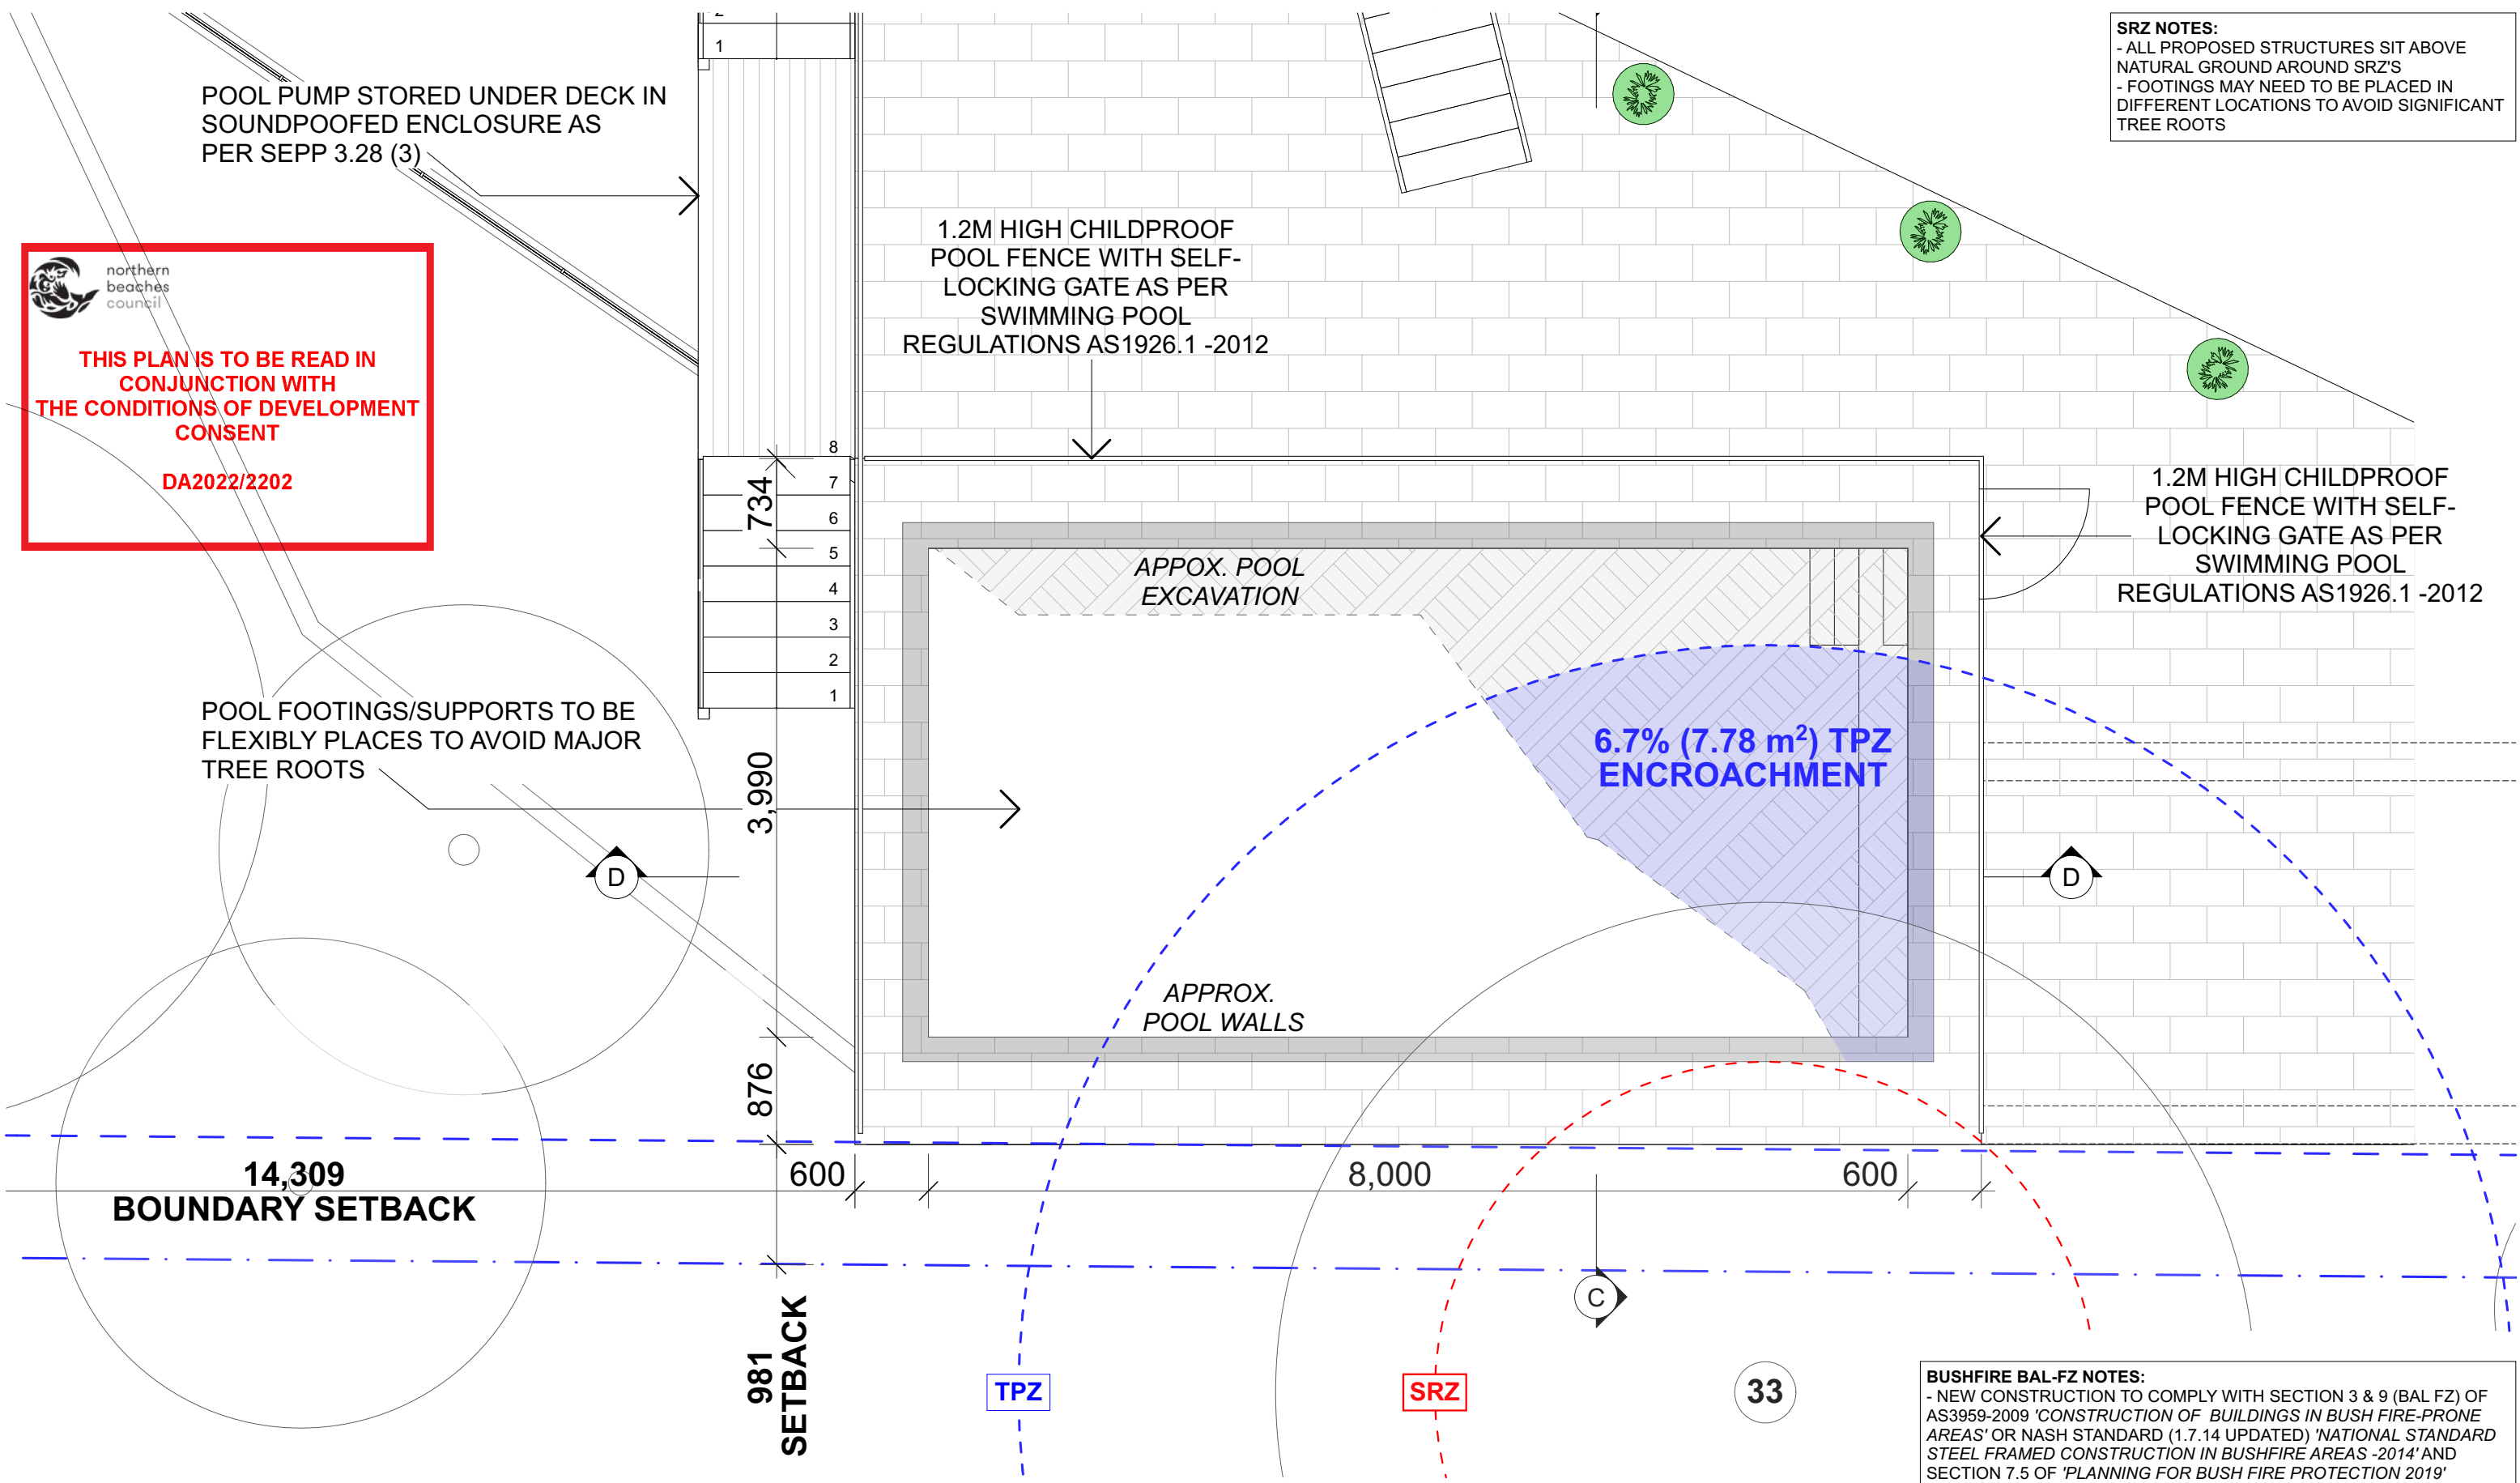 2
1
SRZ NOTES:
- ALL PROPOSED STRUCTURES SIT ABOVE
NATURAL GROUND AROUND SRZ'S
- FOOTINGS MAY NEED TO BE PLACED IN
DIFFERENT LOCATIONS TO AVOID SIGNIFICANT
TREE ROOTS
POOL PUMP STORED UNDER DECK IN
SOUNDPOOFED ENCLOSURE AS
PER SEPP 3.28 (3)
1.2M HIGH CHILDPROOF
POOL FENCE WITH SELF-
LOCKING GATE AS PER
SWIMMING POOL
REGULATIONS AS1926.1 -2012
northern
beaches
council
THIS PLAN IS TO BE READ IN
CONJUNCTION WITH
THE CONDITIONS OF DEVELOPMENT
CONSENT
DA2022/2202
8
7
6
5
4
3
2
1
734
1.2M HIGH CHILDPROOF
POOL FENCE WITH SELF-
LOCKING GATE AS PER
SWIMMING POOL
REGULATIONS AS1926.1 -2012
APPOX. POOL
EXCAVATION
POOL FOOTINGS/SUPPORTS TO BE
FLEXIBLY PLACES TO AVOID MAJOR
TREE ROOTS
6.7% (7.78 m²) TPZ
ENCROACHMENT
3,990
D
D
APPROX.
POOL WALLS
876
14,309
BOUNDARY SETBACK
600
8,000
600
C
981
SETBACK
TPZ
SRZ
33
BUSHFIRE BAL-FZ NOTES:
- NEW CONSTRUCTION TO COMPLY WITH SECTION 3 & 9 (BAL FZ) OF
AS3959-2009 'CONSTRUCTION OF BUILDINGS IN BUSH FIRE-PRONE
AREAS' OR NASH STANDARD (1.7.14 UPDATED) 'NATIONAL STANDARD
STEEL FRAMED CONSTRUCTION IN BUSHFIRE AREAS -2014' AND
SECTION 7.5 OF 'PLANNING FOR BUSH FIRE PROTECTION 2019'